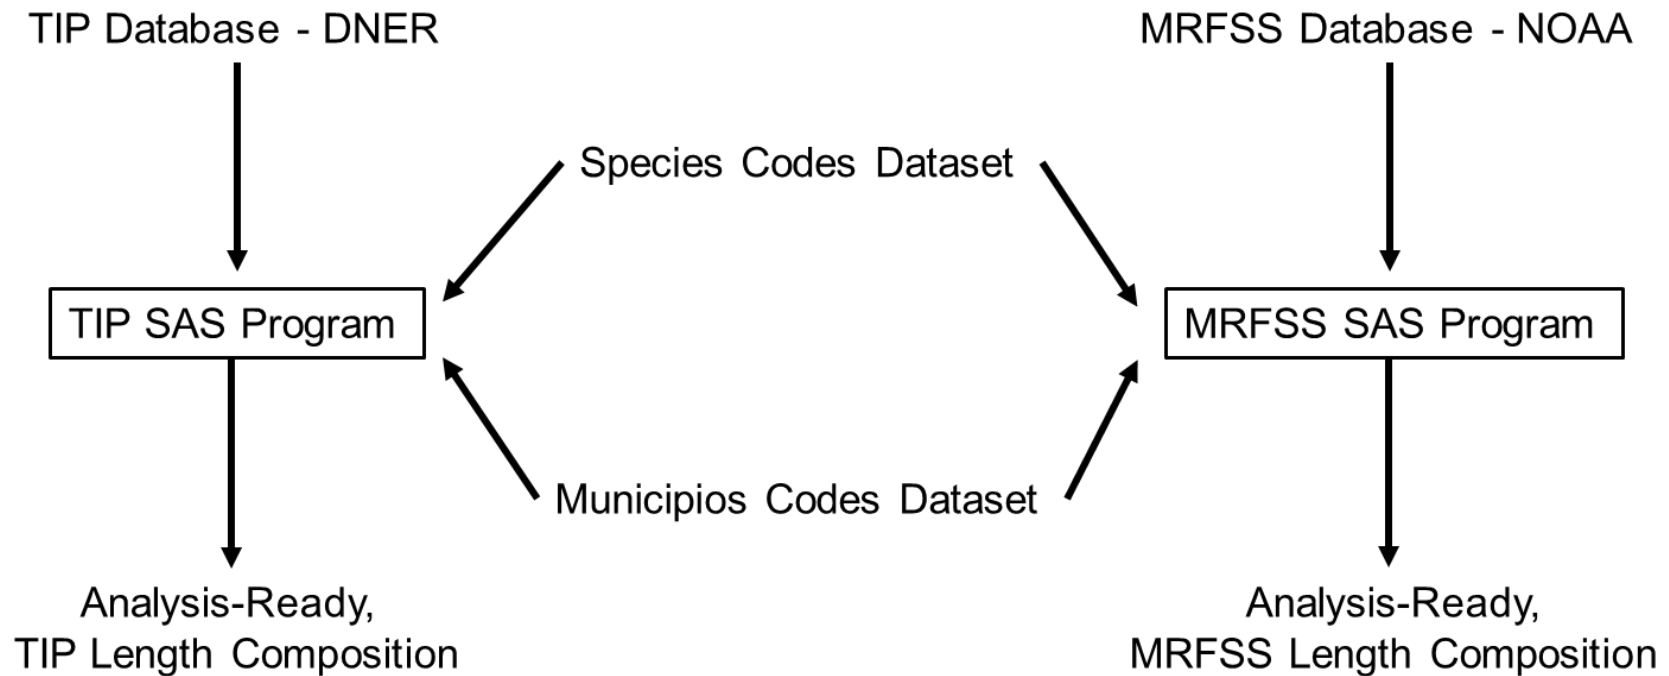 TIP Database - DNER
MRFSS Database - NOAA
Species Codes Dataset
TIP SAS Program
MRFSS SAS Program
Municipios Codes Dataset
Analysis-Ready,
TIP Length Composition
Analysis-Ready,
MRFSS Length Composition